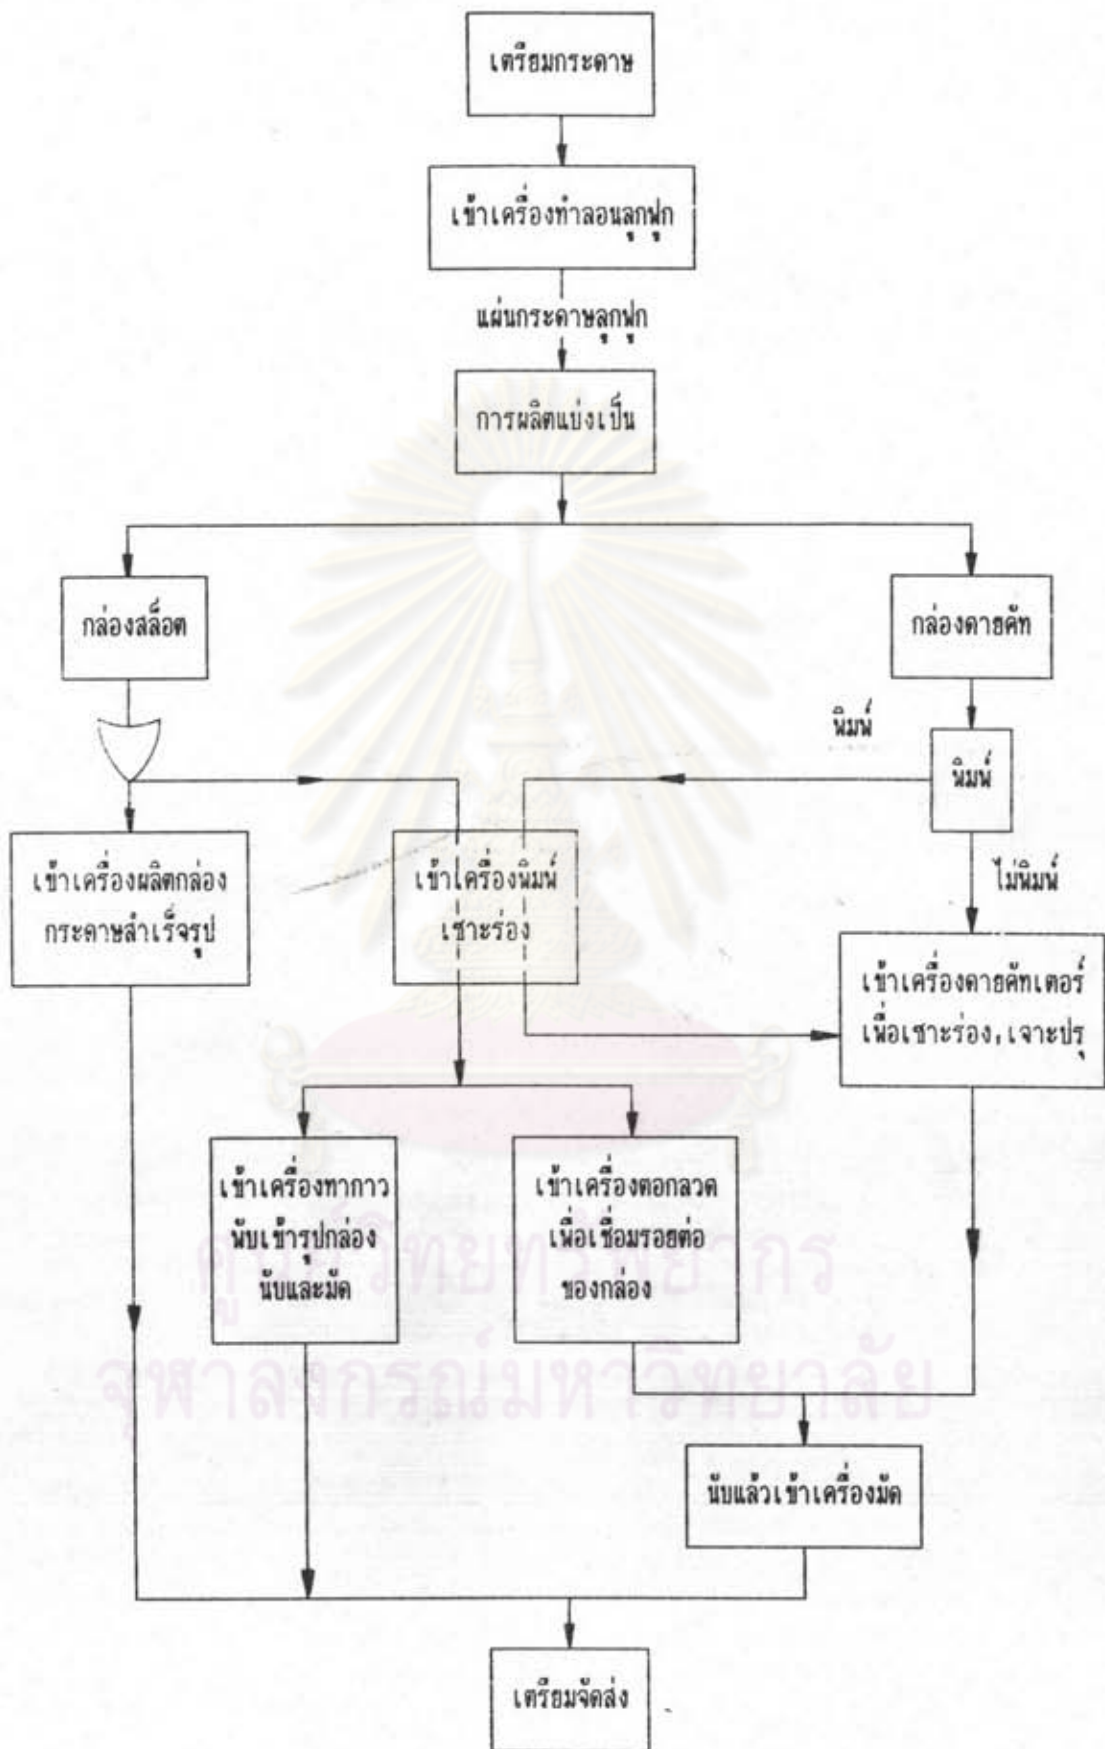 เตรียมกระดาษ
เข้าเครื่องทำลอนลูกฟูก
แผ่นกระดาษลูกฟูก
การผลิตแบ่งเป็น
กล่องสล็อต
กล่องดายคัท
พิมพ์
พิมพ์
เข้าเครื่องผลิตกล่อง
กระดาษสำเร็จรูป
เข้าเครื่องพิมพ์
เซาะร่อง
ไม่พิมพ์
เข้าเครื่องดายคัทเตอร์
เพื่อเซาะร่อง,เจาะปรุ
เข้าเครื่องทากาว
พับเข้ารูปกล่อง
นับและมัด
เข้าเครื่องตอกลวด
เพื่อเชื่อมรอยต่อ
ของกล่อง
ศูนย์วิทยทรัพยากร
จุฬาลงกรณ์มหาวิทยาลัย
นับแล้วเข้าเครื่องมัด
เตรียมจัดส่ง